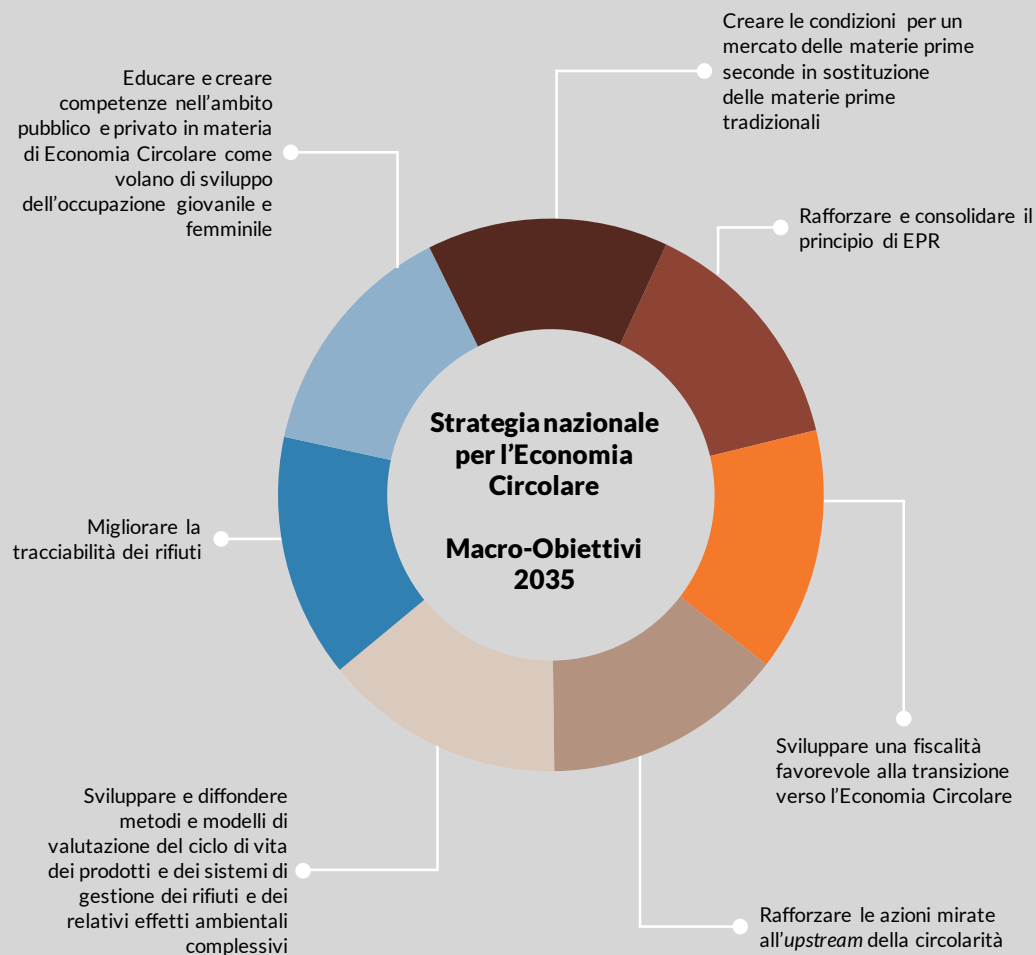 Creare le condizioni per un
mercato delle materie prime
seconde in sostituzione
delle materie prime
tradizionali
Rafforzare e consolidare il
principio di EPR
Sviluppare una fiscalità
favorevole alla transizione
verso l'Economia Circolare
Rafforzare le azioni mirate
all'upstream della circolarità
Sviluppare e diffondere
metodi e modelli di
valutazione del ciclo di vita
dei prodotti e dei sistemi di
gestione dei rifiuti e dei
relativi effetti ambientali
complessivi
Migliorare la
tracciabilità dei rifiuti
Educare e creare
competenze nell'ambito
pubblico e privato in materia
di Economia Circolare come
volano di sviluppo
dell'occupazione giovanile e
femminile
Strategia nazionale
per l'Economia
Circolare
Macro-Obiettivi
2035